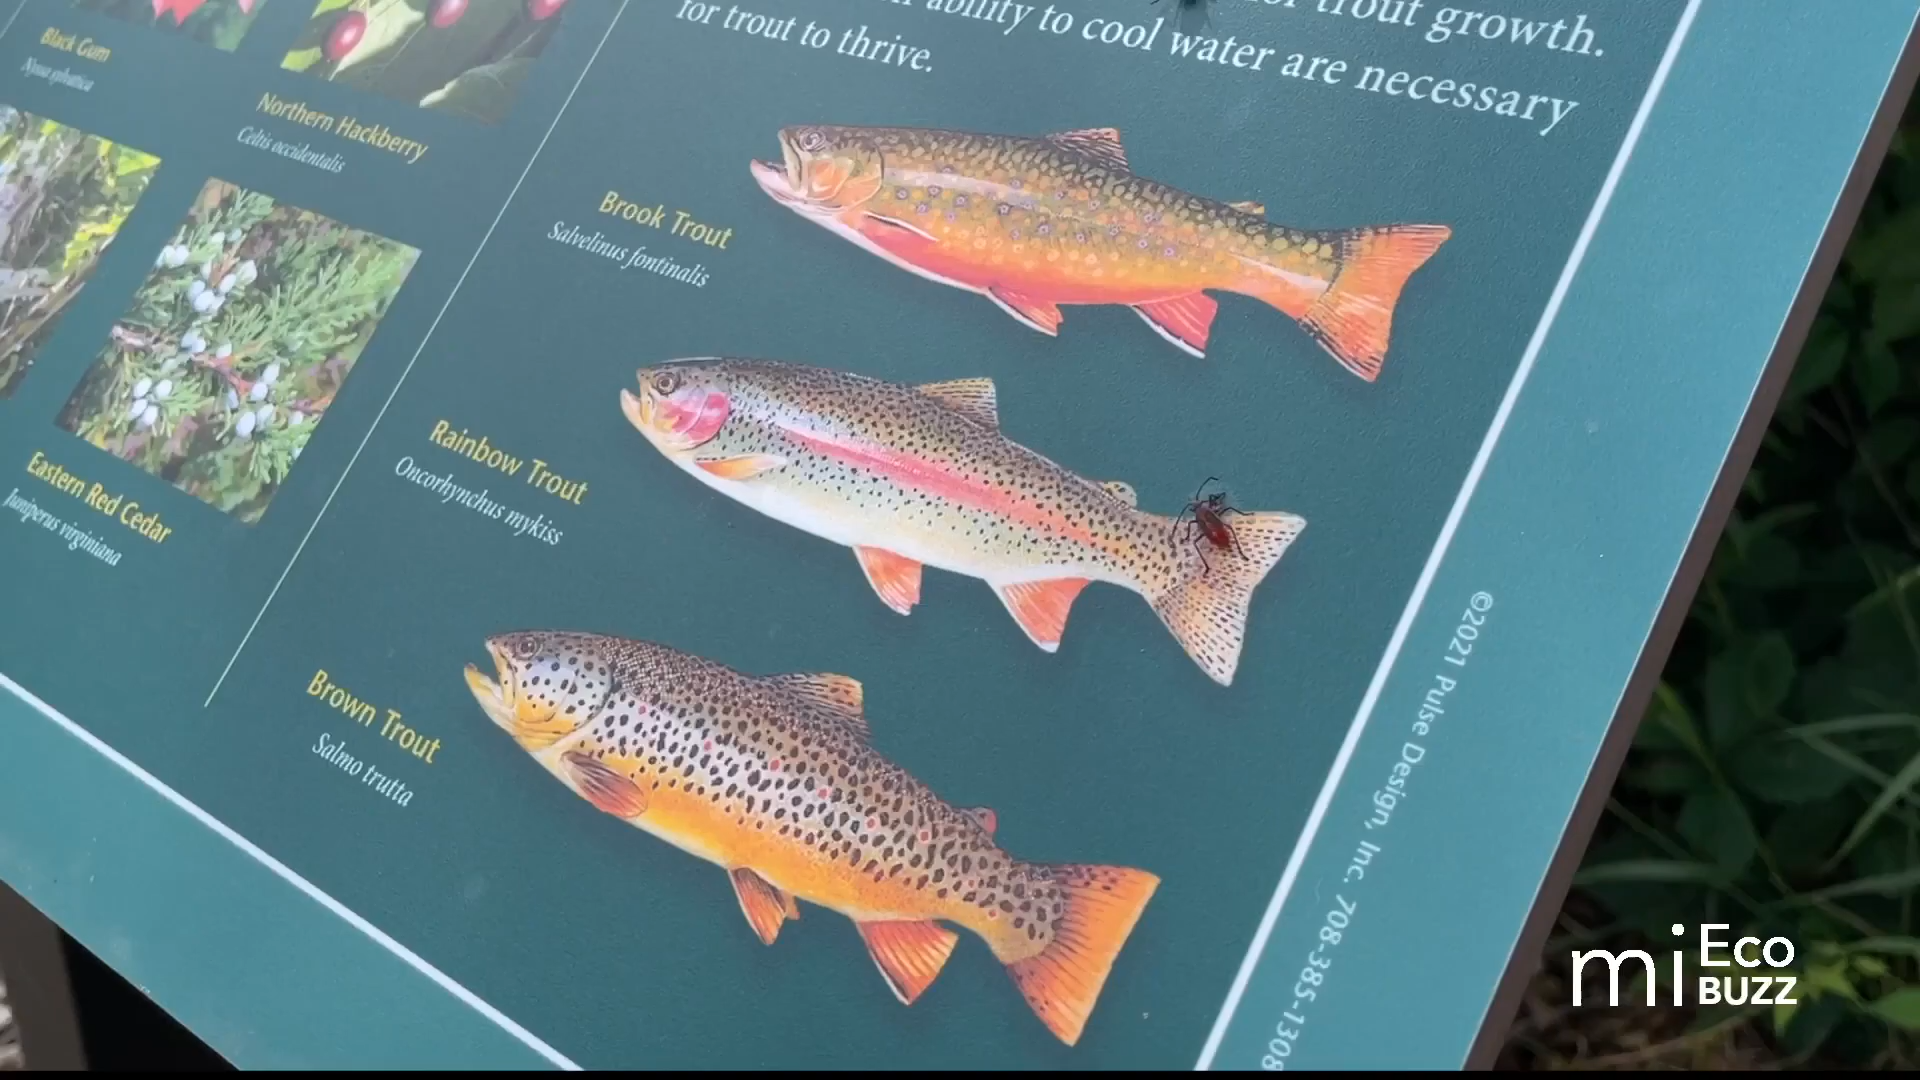 for trout growth.
ability to cool water are necessary
for trout to thrive.
Black Gum
Nyssa sylvatica
Northern Hackberry
Celtis occidentalis
Eastern Red Cedar
Juniperus virginiana
Brook Trout
Salvelinus fontinalis
Rainbow Trout
Oncorhynchus mykiss
Brown Trout
Salmo trutta
©2021 Pulse Design, Inc. 708-385-1308
mi Eco
BUZZ